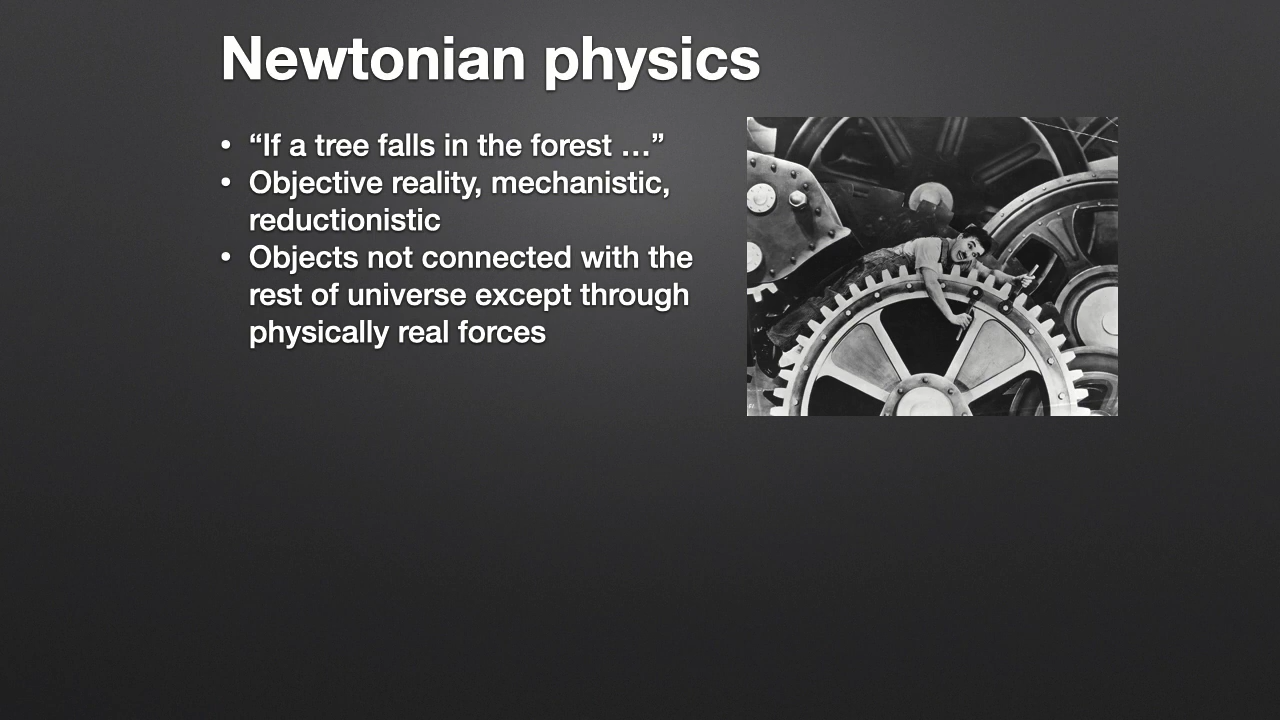 Newtonian physics
• “If a tree falls in the forest …”
• Objective reality, mechanistic,
reductionistic
• Objects not connected with the
rest of universe except through
physically real forces